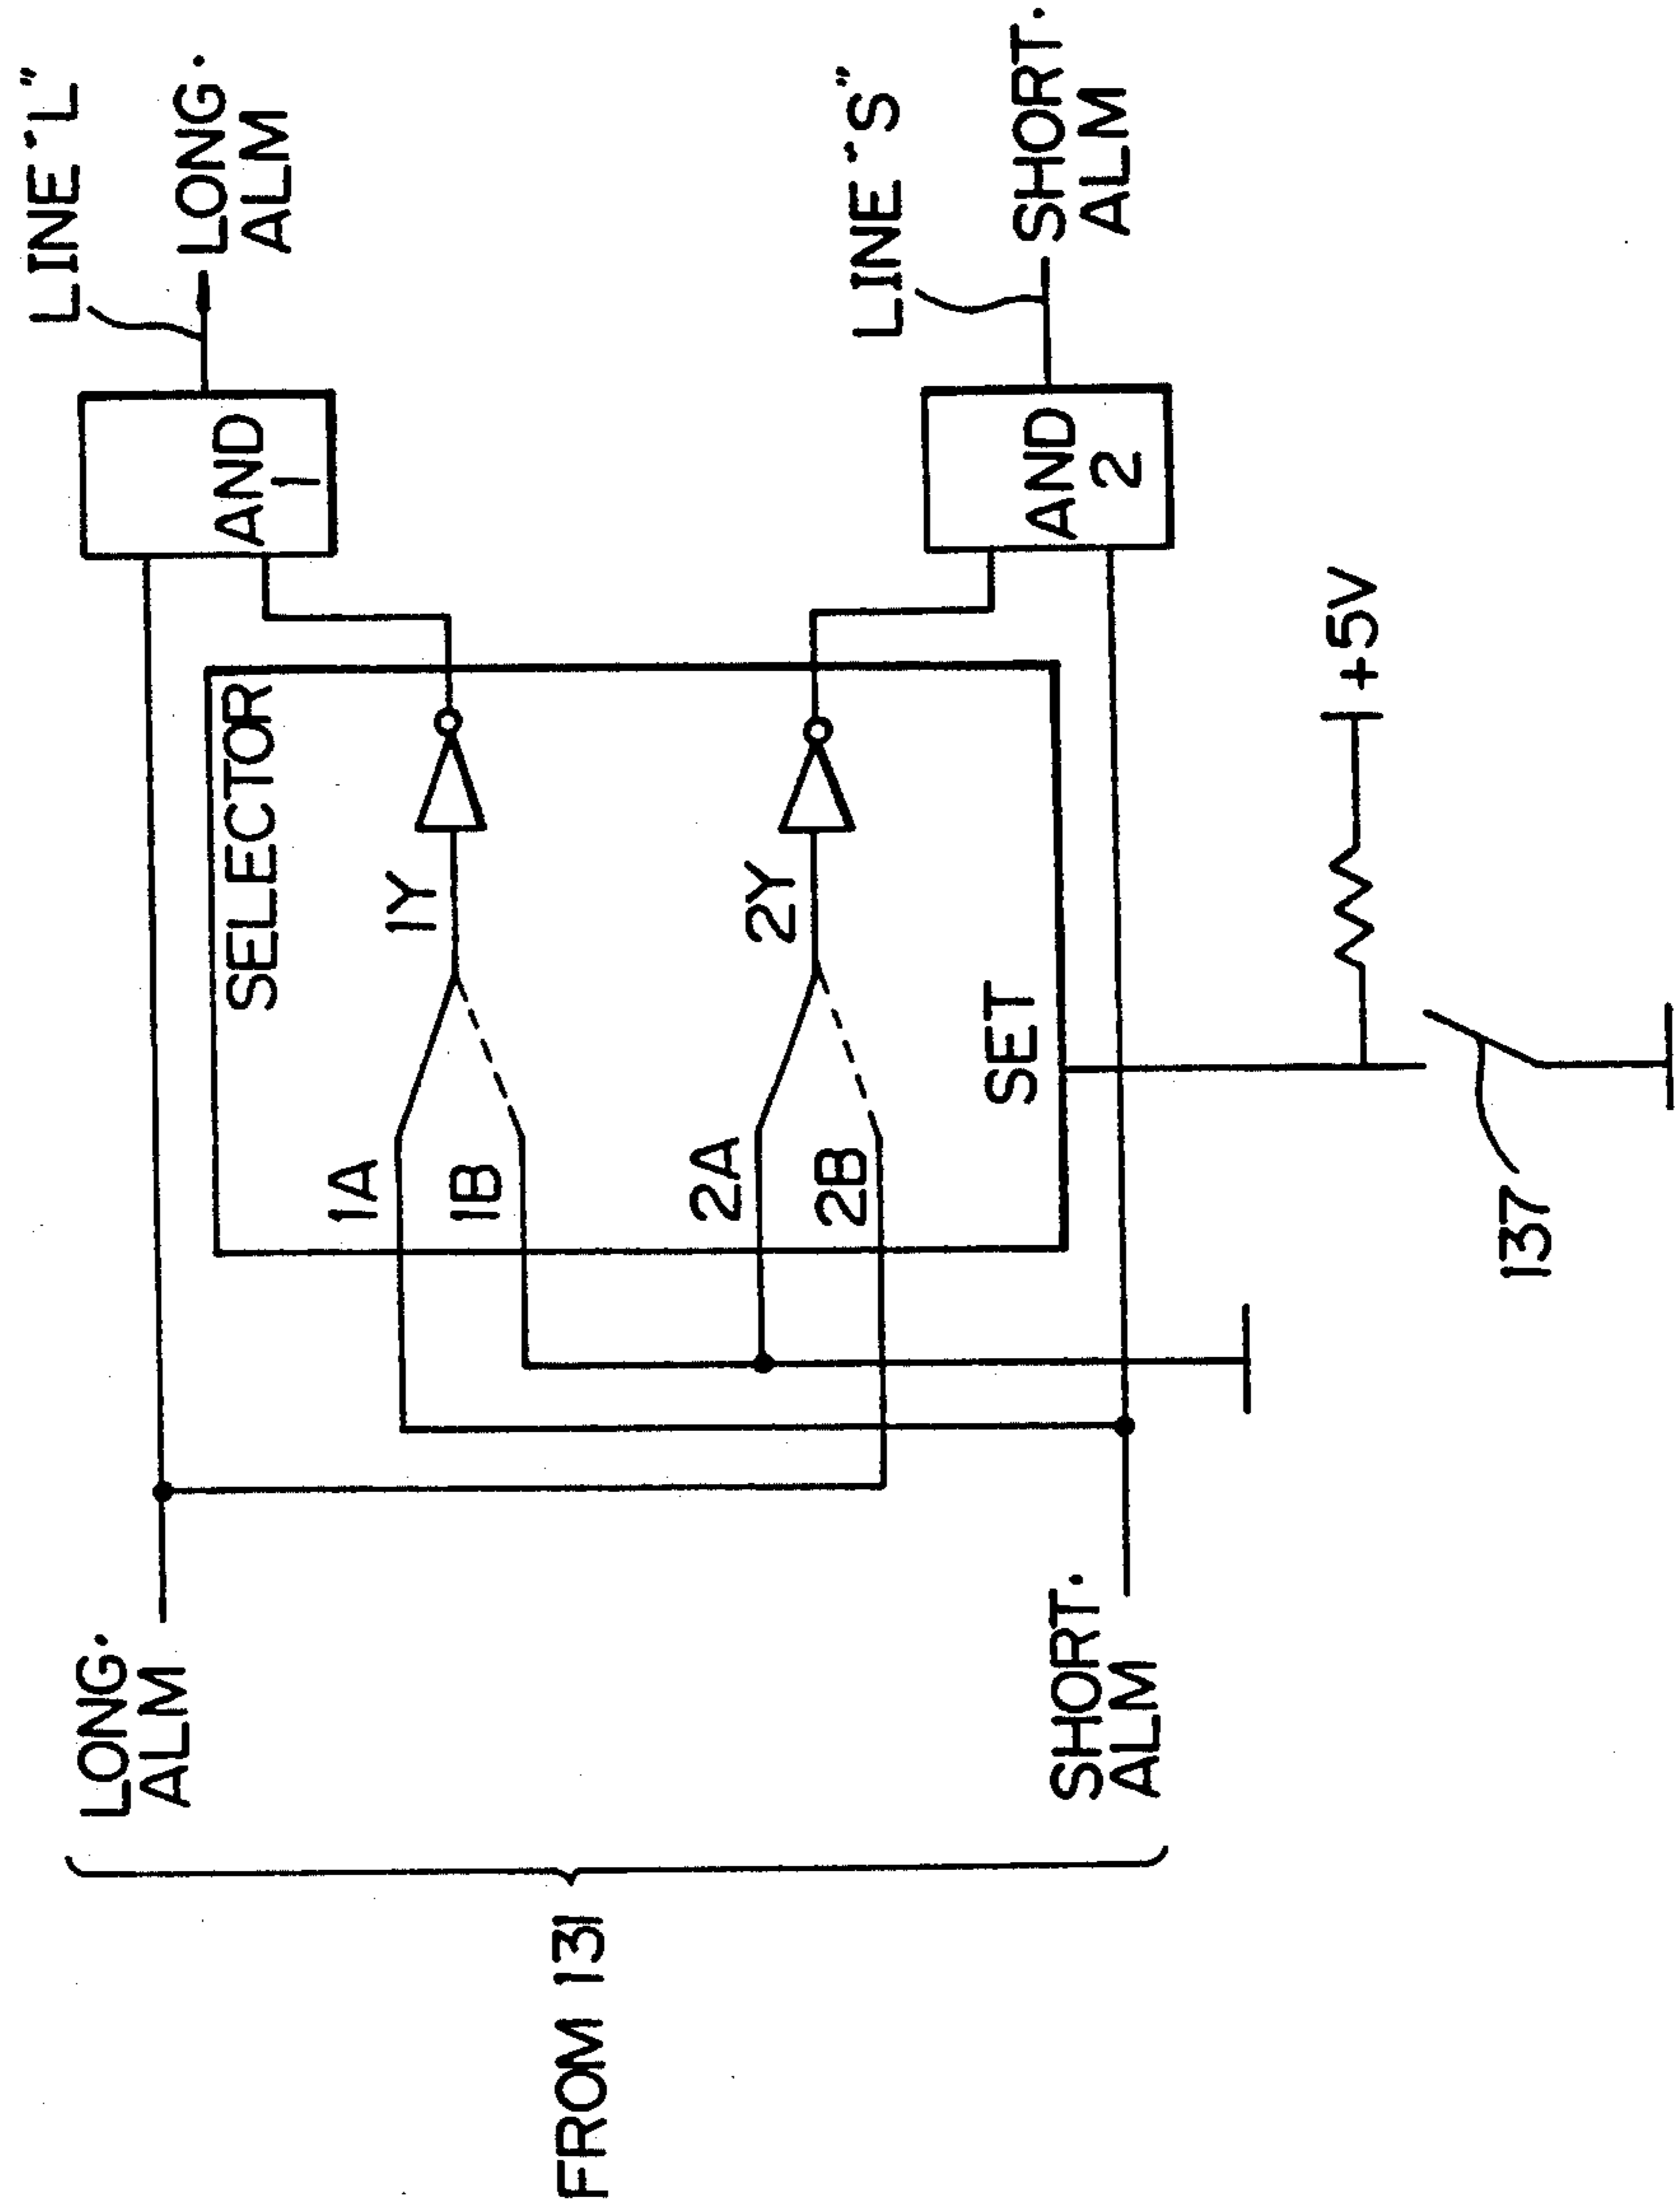 FROM 131
LONG.
ALM
SHORT.
ALM
SELECTOR
1A
1B
1Y
2A
2B
2Y
SET
137
+5V
AND
1
AND
2
LINE "L"
LONG.
ALM
LINE "S"
SHORT.
ALM